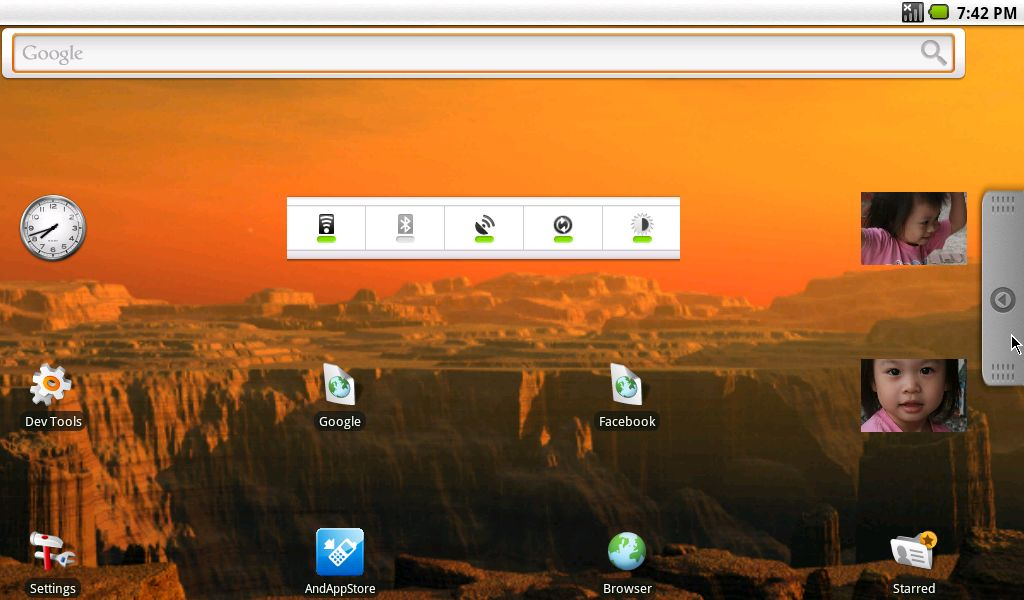 7:42 PM
Google
Dev Tools
Google
Facebook
Settings
AndAppStore
Browser
Starred